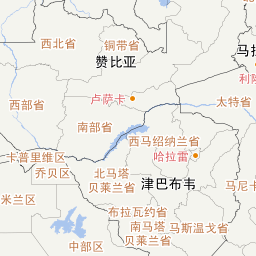 西北省
铜带省
马拉
赞比亚
利隆
卢萨卡
西部省
太特省
南部省
西马绍纳兰省
哈拉雷
卡普里维区
乔贝区
北马塔
贝莱兰省
津巴布韦
马尼卡
布拉瓦约省
南马塔
贝莱兰省
马斯温戈省
中部区